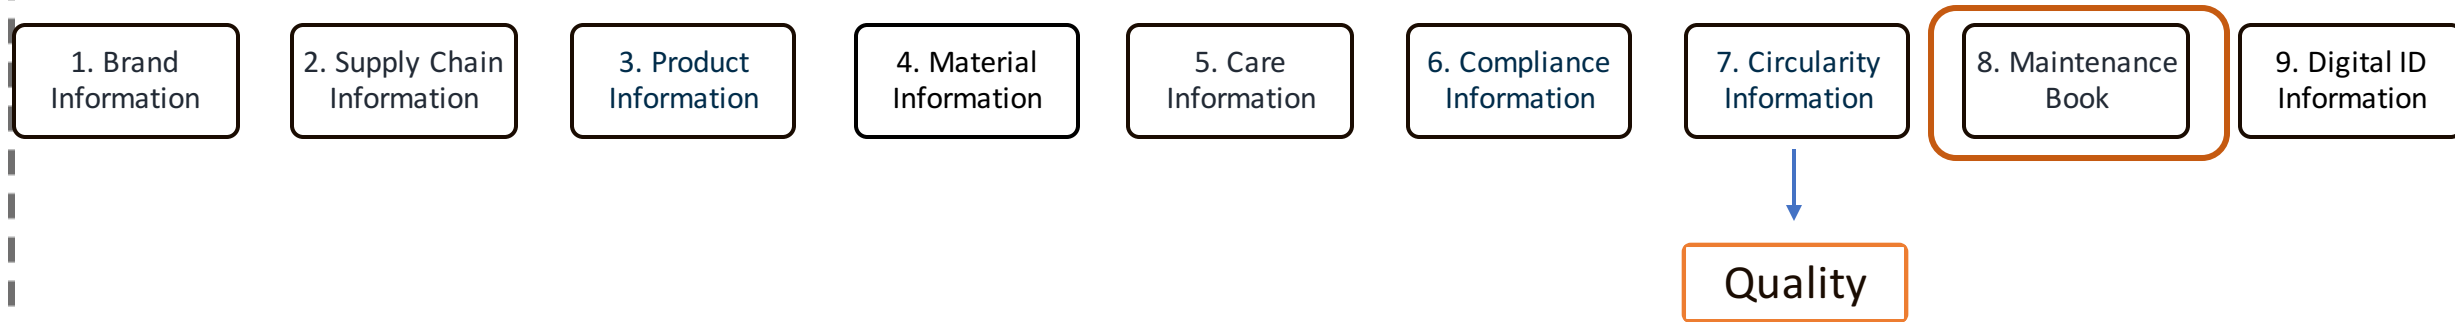 1. Brand
Information
2. Supply Chain
Information
3. Product
Information
4. Material
Information
5. Care
Information
6. Compliance
Information
7. Circularity
Information
8. Maintenance
Book
9. Digital ID
Information
Quality